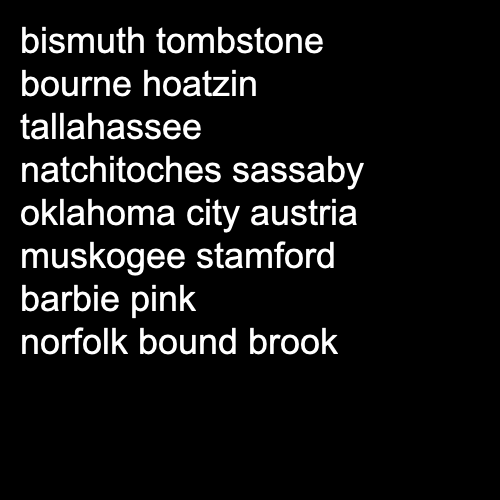 bismuth tombstone
bourne hoatzin
tallahassee
natchitoches sassaby
oklahoma city austria
muskogee stamford
barbie pink
norfolk bound brook